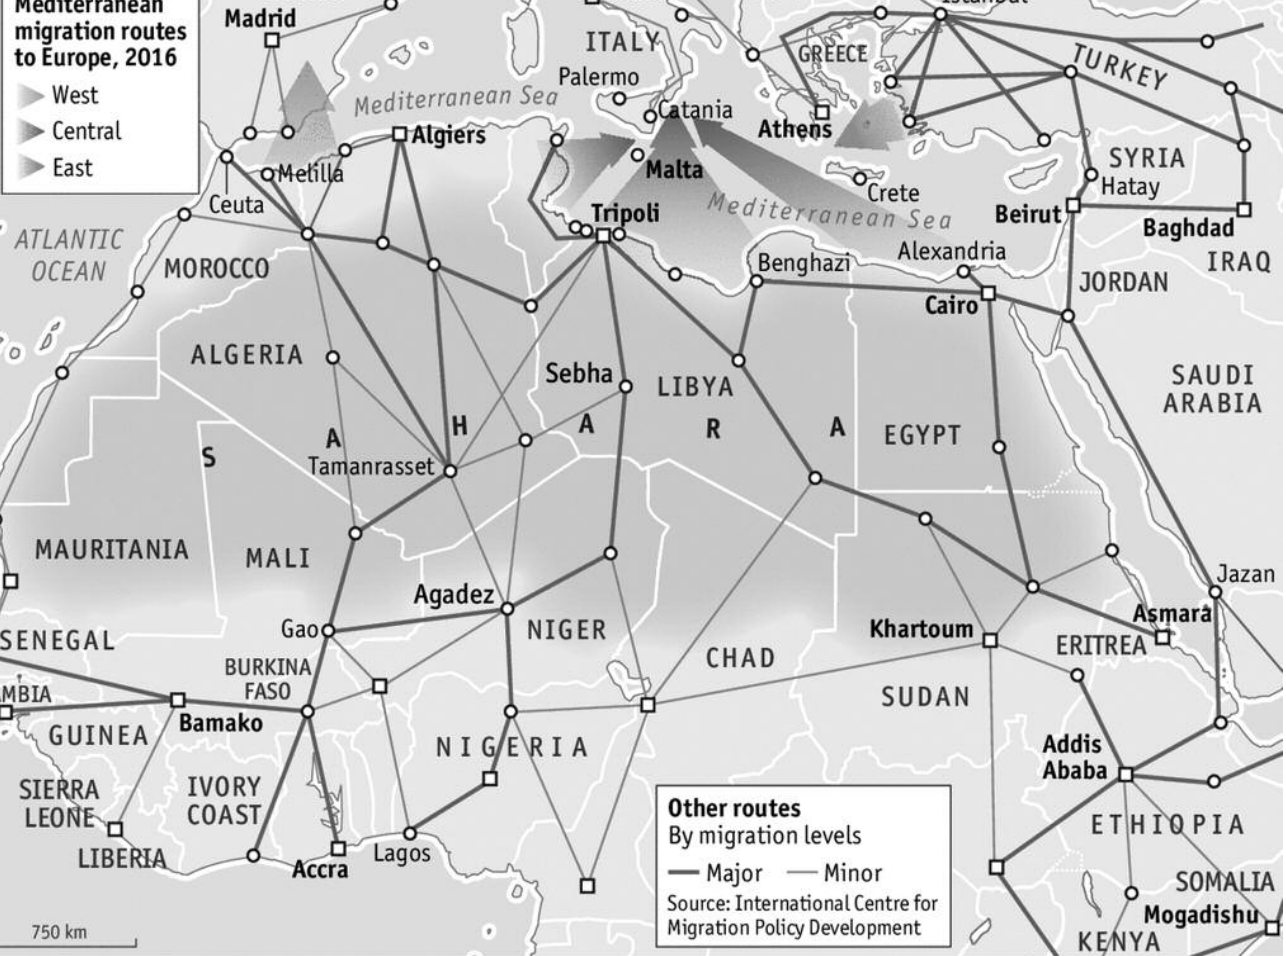 Mediterranean
migration routes
to Europe, 2016
West
Central
East
Madrid
ITALY
Palermo
Catania
GREECE
Istanbul
TURKEY
Mediterranean Sea
Algiers
Athens
Malta
Melilla
Ceuta
Crete
SYRIA
Hatay
Tripoli
Mediterranean Sea
Beirut
Baghdad
IRAQ
ATLANTIC
OCEAN
MOROCCO
Benghazi
Alexandria
Cairo
JORDAN
ALGERIA
Sebha
LIBYA
SAUDI
ARABIA
S A H A R A
EGYPT
Tamanrasset
MAURITANIA
MALI
Agadez
Jazan
SENEGAL
Gao
NIGER
Khartoum
Asmara
ERITREA
BURKINA
FASO
CHAD
MBIA
SUDAN
Bamako
GUINEA
NIGERIA
Addis
Ababa
SIERRA
LEONE
IVORY
COAST
LIBERIA
Accra
Lagos
ETHIOPIA
SOMALIA
Mogadishu
KENYA
Other routes
By migration levels
Major Minor
Source: International Centre for
Migration Policy Development
750 km